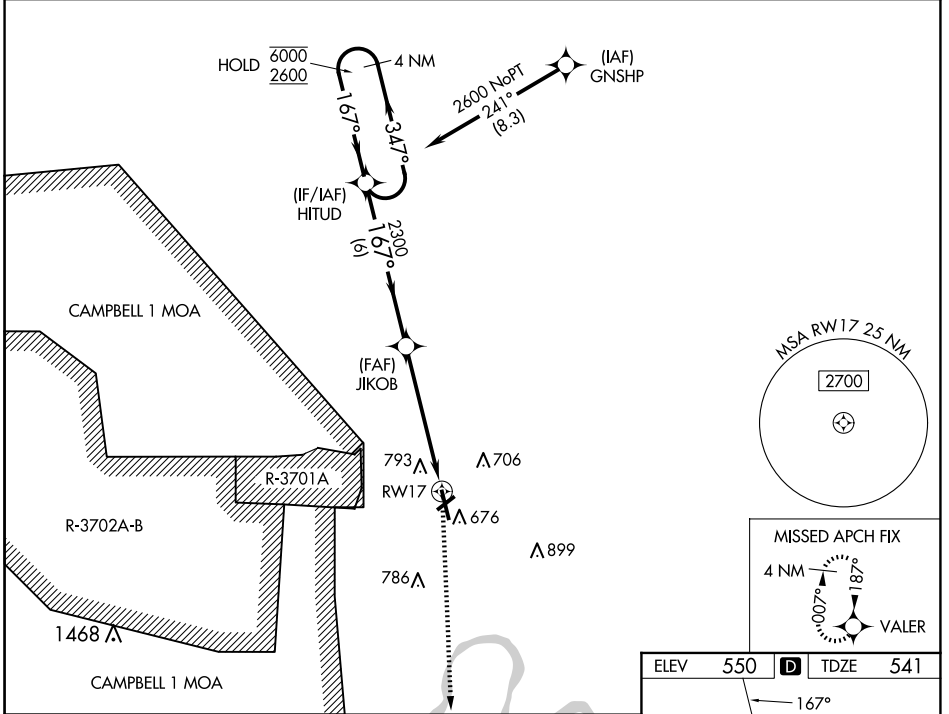 HOLD 6000
2600
4 NM
(IAF)
GNSHP
2600 NoPT
241°
(8.3)
167°
347°
(IF/IAF)
HITUD
2300
167°
(6)
CAMPBELL 1 MOA
(FAF)
JIKOB
MSA RW17 25 NM
2700
793
706
R-3701A
RW17
676
R-3702A-B
899
786
1468
CAMPBELL 1 MOA
MISSED APCH FIX
4 NM
007°
187°
VALER
ELEV 550 D TDZE 541
167°